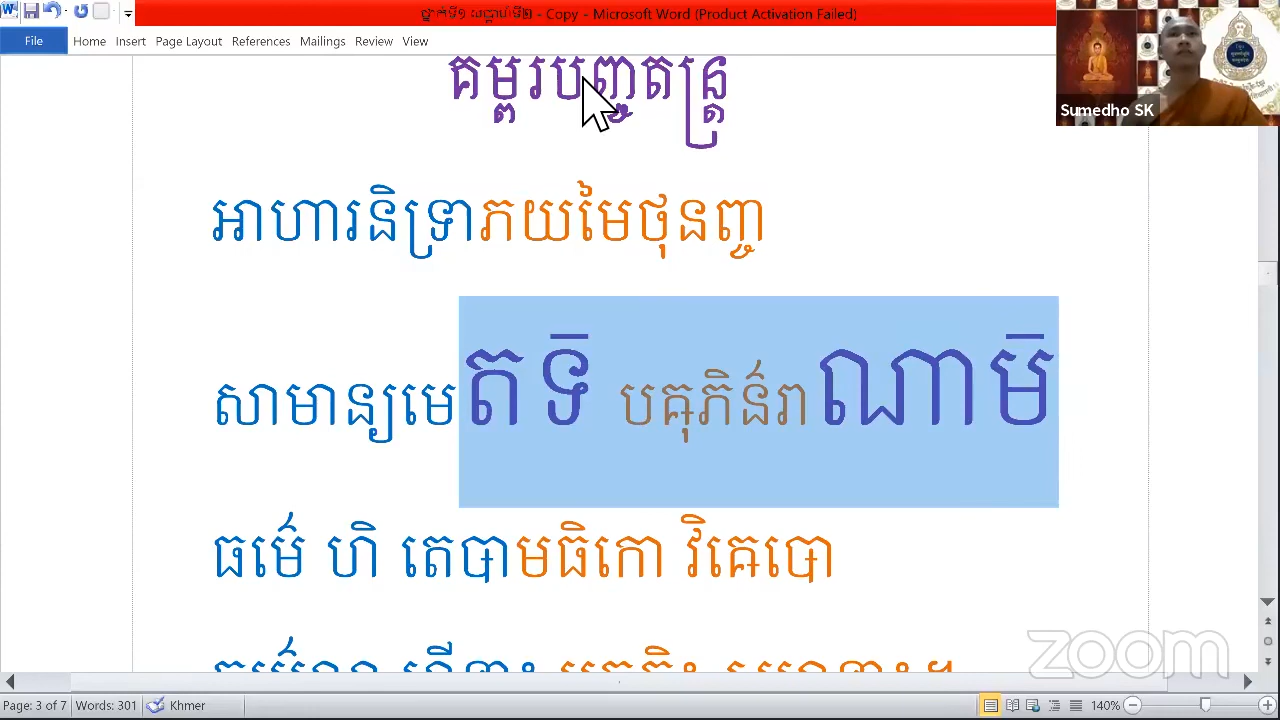 - Copy - Microsoft Word (Product Activation Failed)
File Home Insert Page Layout References Mailings Review View
Sumedho SK
គម្ពីរបញ្ចតន្ត្រ
អាហារនិទ្រាភយមៃថុនញ្ច
សាមាន្យមេតទ៑ បឝុភិន៌រាណាម៑
ធម៌េ ហិ តេបាមធិកោ វិឝេបោ
zoom
Page: 3 of 7 Words: 301 Khmer 140%